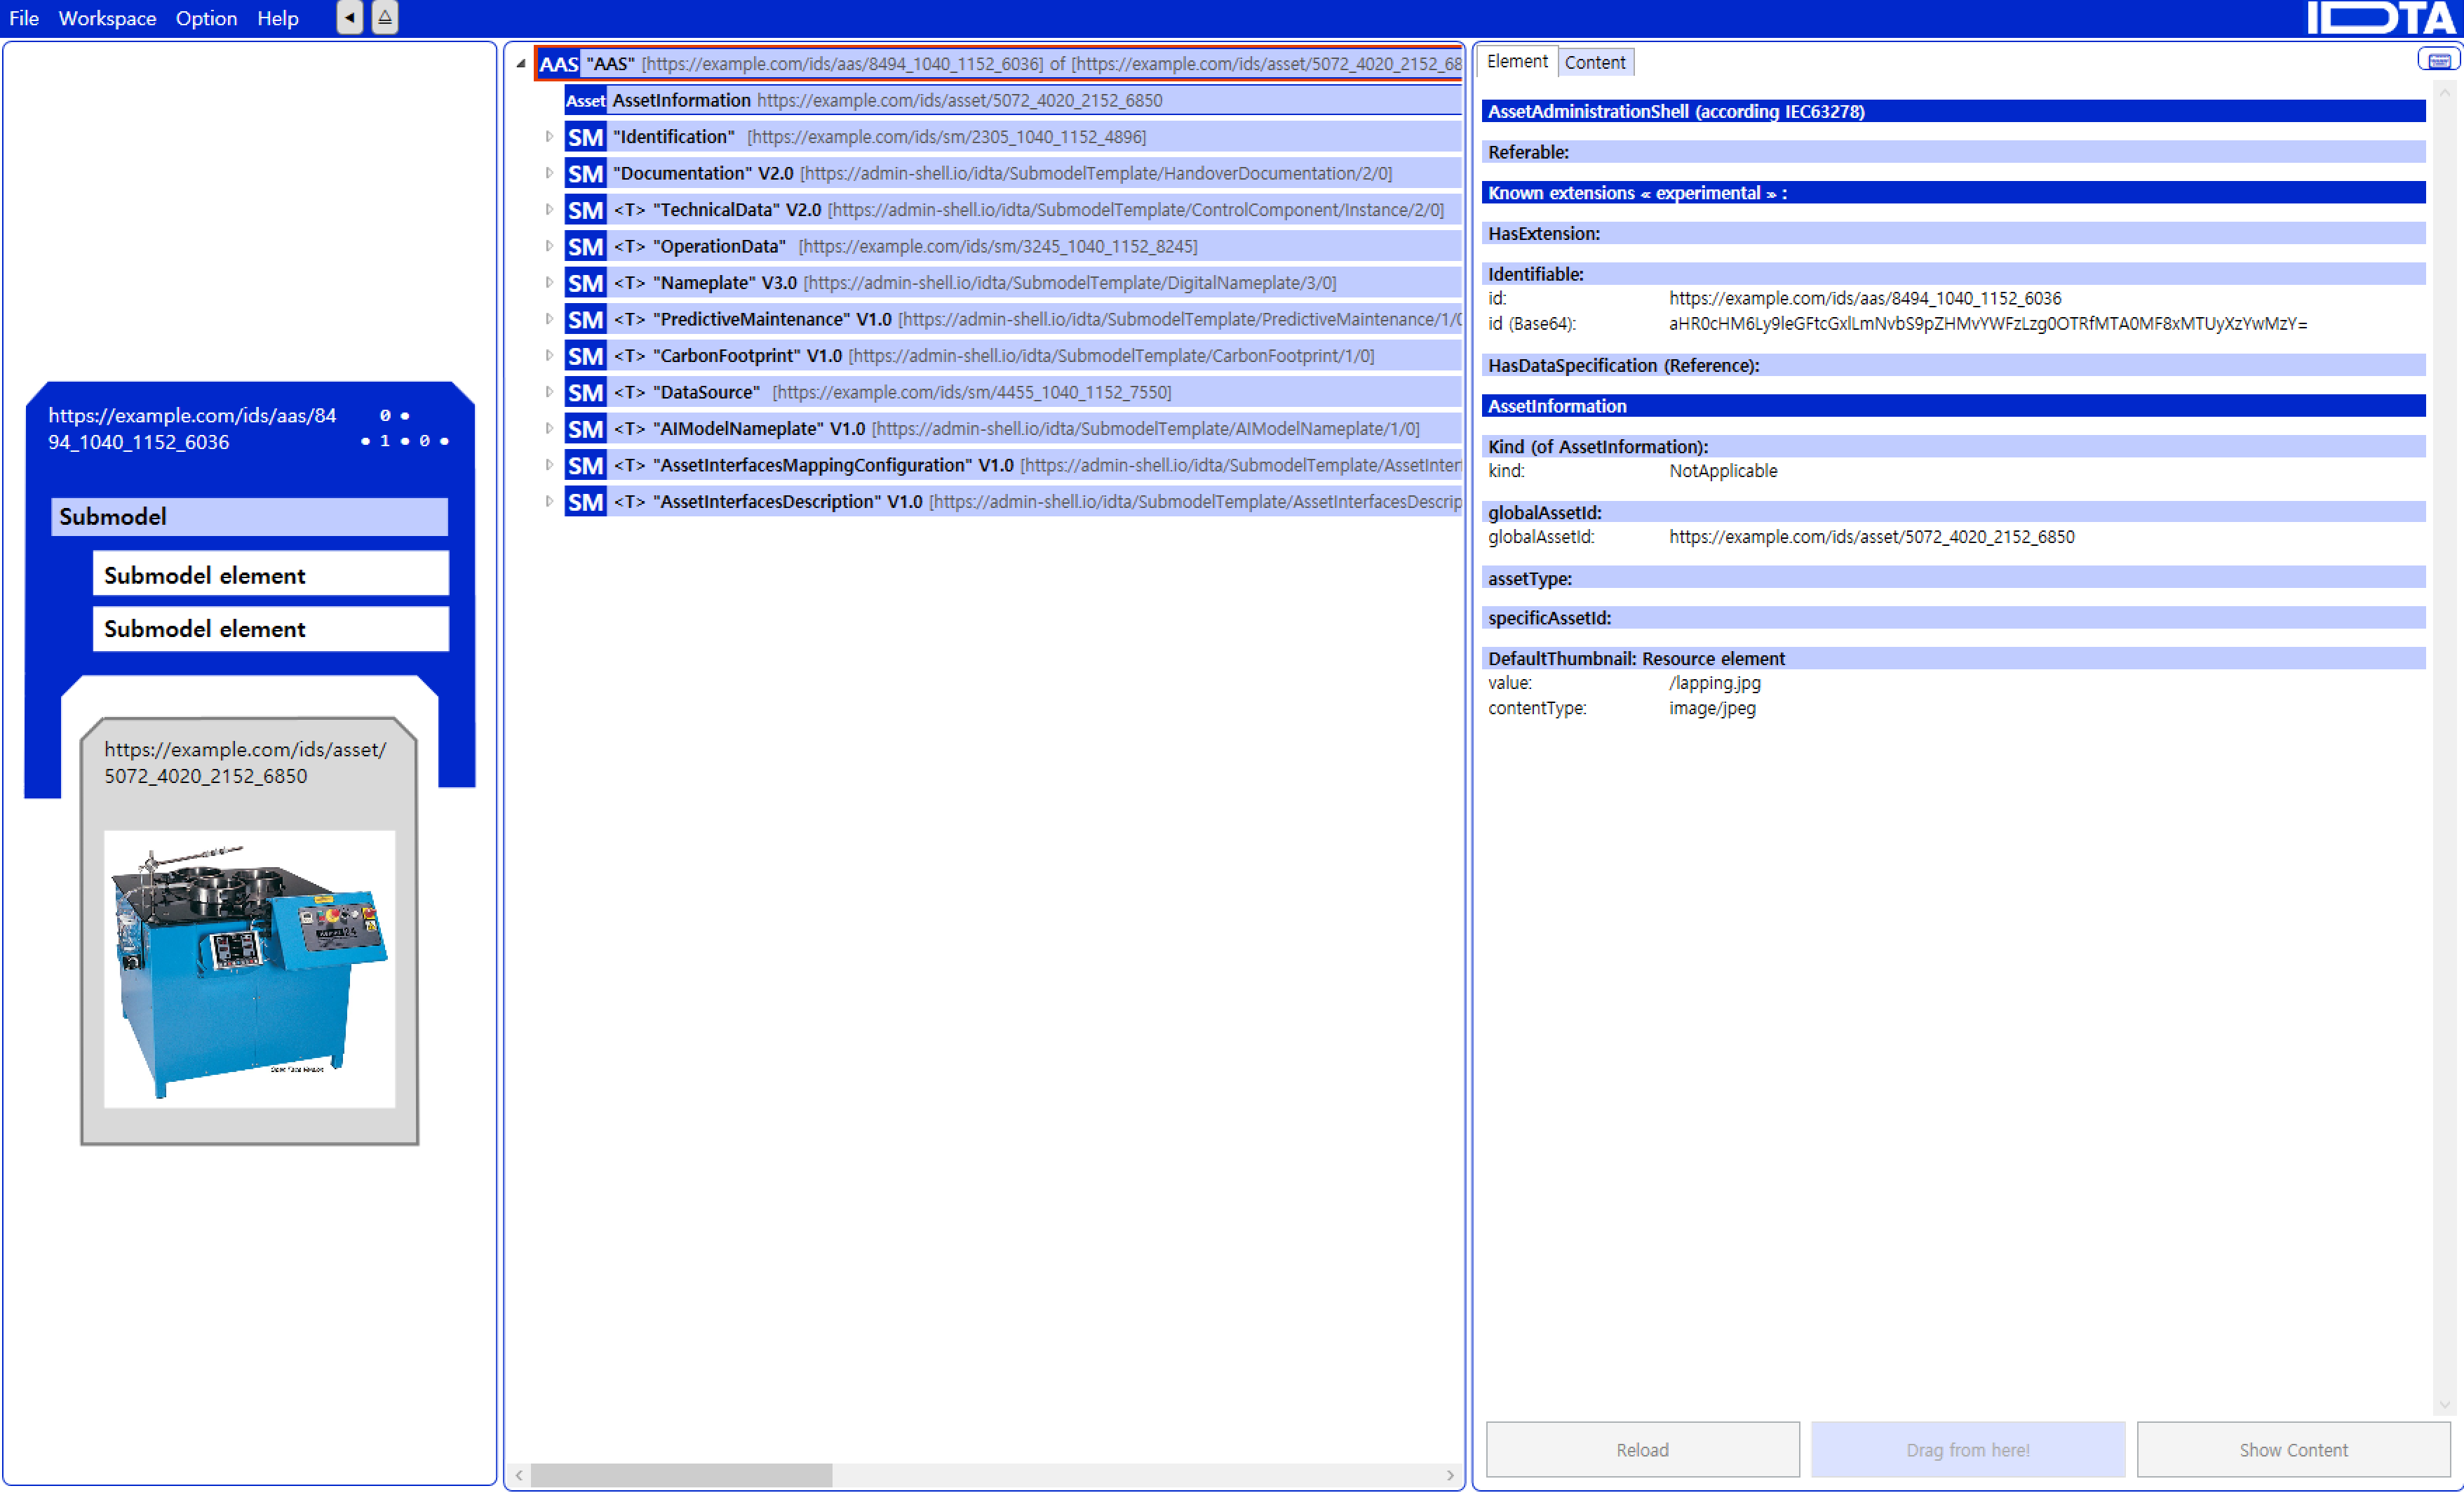 File Workspace Option Help
IDTA
https://example.com/ids/aas/84
94_1040_1152_6036
0
1 0
Submodel
Submodel element
Submodel element
https://example.com/ids/asset/
5072_4020_2152_6850
AAS "AAS" [https://example.com/ids/aas/8494_1040_1152_6036] of [https://example.com/ids/asset/5072_4020_2152_68
Asset AssetInformation https://example.com/ids/asset/5072_4020_2152_6850
SM "Identification" [https://example.com/ids/sm/2305_1040_1152_4896]
SM "Documentation" V2.0 [https://admin-shell.io/idta/SubmodelTemplate/HandoverDocumentation/2/0]
SM <T> "TechnicalData" V2.0 [https://admin-shell.io/idta/SubmodelTemplate/ControlComponent/Instance/2/0]
SM <T> "OperationData" [https://example.com/ids/sm/3245_1040_1152_8245]
SM <T> "Nameplate" V3.0 [https://admin-shell.io/idta/SubmodelTemplate/DigitalNameplate/3/0]
SM <T> "PredictiveMaintenance" V1.0 [https://admin-shell.io/idta/SubmodelTemplate/PredictiveMaintenance/1/0
SM <T> "CarbonFootprint" V1.0 [https://admin-shell.io/idta/SubmodelTemplate/CarbonFootprint/1/0]
SM <T> "DataSource" [https://example.com/ids/sm/4455_1040_1152_7550]
SM <T> "AIModelNameplate" V1.0 [https://admin-shell.io/idta/SubmodelTemplate/AIModelNameplate/1/0]
SM <T> "AssetInterfacesMappingConfiguration" V1.0 [https://admin-shell.io/idta/SubmodelTemplate/AssetInterf
SM <T> "AssetInterfacesDescription" V1.0 [https://admin-shell.io/idta/SubmodelTemplate/AssetInterfacesDescrip
Element Content
AssetAdministrationShell (according IEC63278)
Referable:
Known extensions « experimental » :
HasExtension:
Identifiable:
id: https://example.com/ids/aas/8494_1040_1152_6036
id (Base64): aHR0cHM6Ly9leGFtcGxlLmNvbS9pZHMvYWFzLzg0OTRfMTA0MF8xMTUyXzYwMzY=
HasDataSpecification (Reference):
AssetInformation
Kind (of AssetInformation):
kind: NotApplicable
globalAssetId:
globalAssetId: https://example.com/ids/asset/5072_4020_2152_6850
assetType:
specificAssetId:
DefaultThumbnail: Resource element
value: /lapping.jpg
contentType: image/jpeg
Reload Drag from here! Show Content